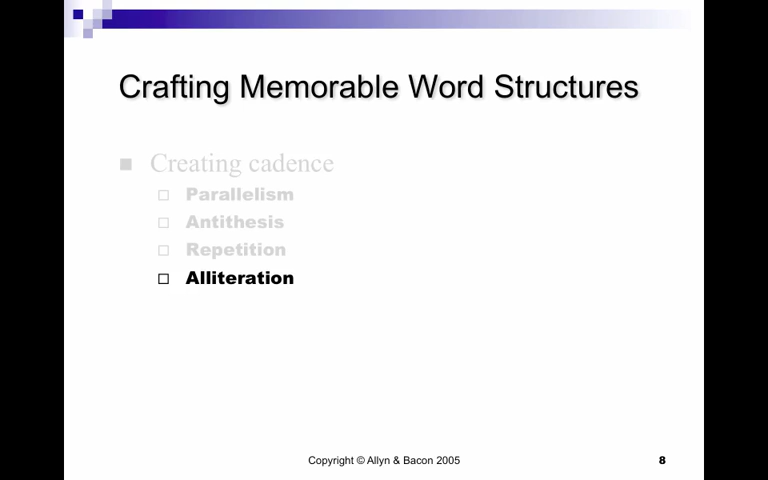 Crafting Memorable Word Structures
Creating cadence
Parallelism
Antithesis
Repetition
Alliteration
Copyright © Allyn & Bacon 2005
8